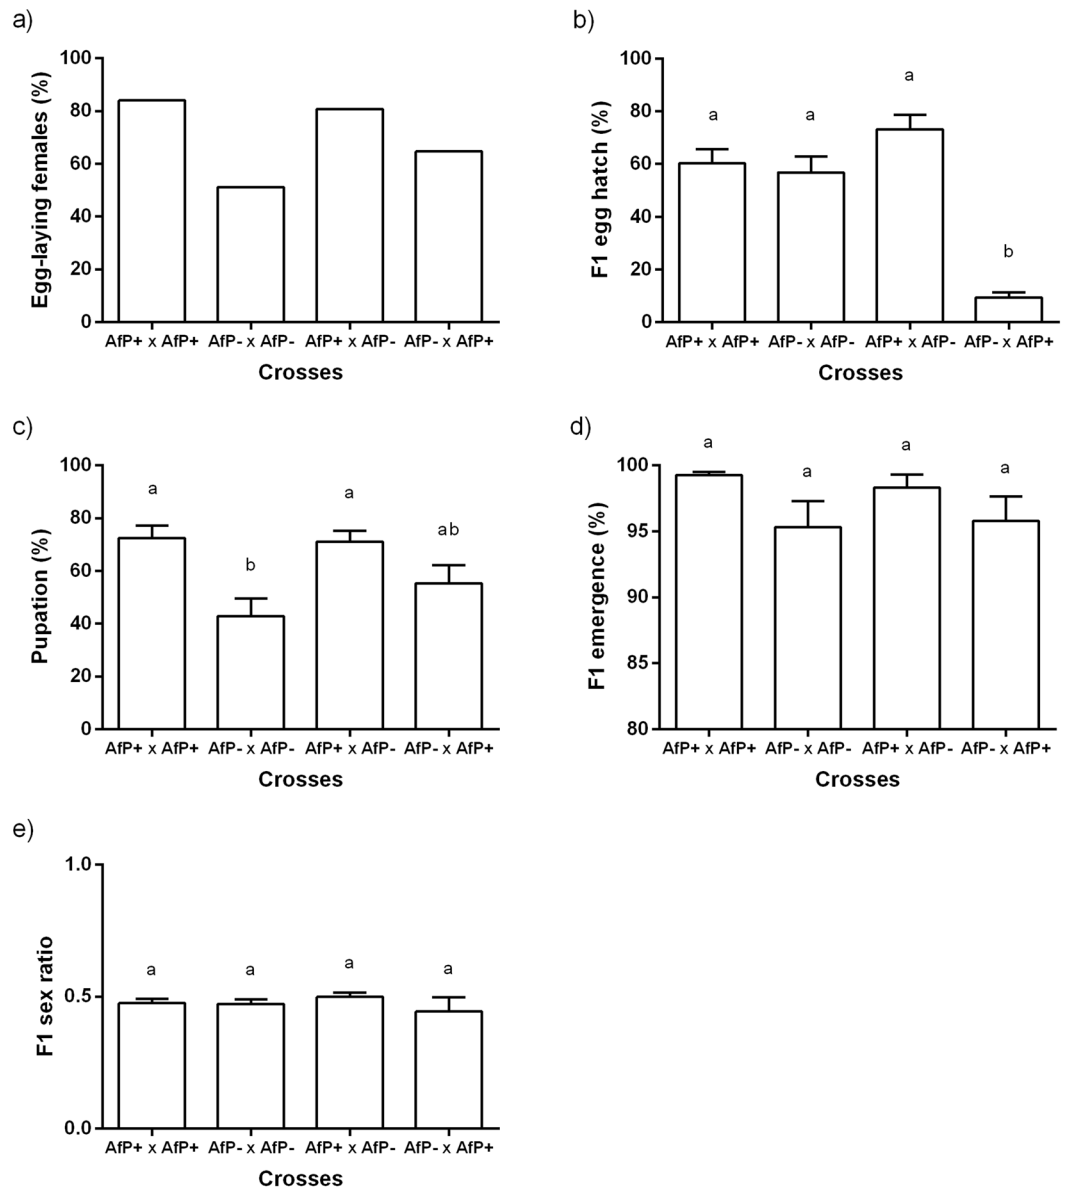 a)
Egg-laying females (%)
100
80
60
40
20
0
AfP+ x AfP+ AfP- x AfP- AfP+ x AfP- AfP- x AfP+
Crosses
b)
F1 egg hatch (%)
100
80
60
40
20
0
a a a b
AfP+ x AfP+ AfP- x AfP- AfP+ x AfP- AfP- x AfP+
Crosses
c)
Pupation (%)
100
80
60
40
20
0
a b a ab
AfP+ x AfP+ AfP- x AfP- AfP+ x AfP- AfP- x AfP+
Crosses
d)
F1 emergence (%)
100
95
90
85
80
a a a a
AfP+ x AfP+ AfP- x AfP- AfP+ x AfP- AfP- x AfP+
Crosses
e)
F1 sex ratio
1.0
0.5
0.0
a a a a
AfP+ x AfP+ AfP- x AfP- AfP+ x AfP- AfP- x AfP+
Crosses